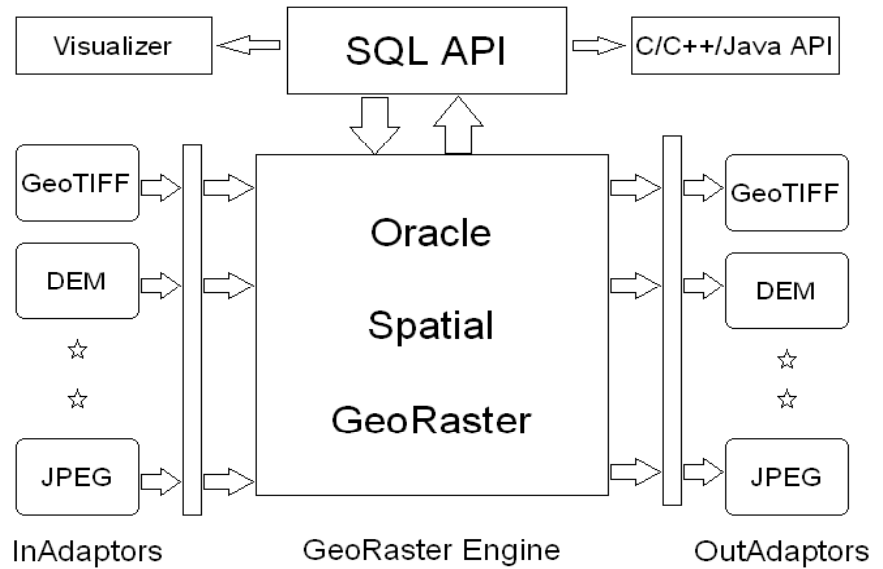 Visualizer
SQL API
C/C++/Java API
GeoTIFF
DEM
JPEG
Oracle
Spatial
GeoRaster
GeoTIFF
DEM
JPEG
InAdaptors
GeoRaster Engine
OutAdaptors